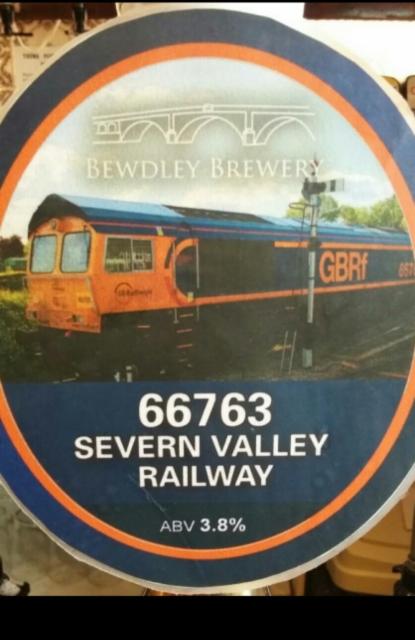 BEWDLEY BREWERY
GBRf
66763
SEVERN VALLEY
RAILWAY
ABV 3.8%